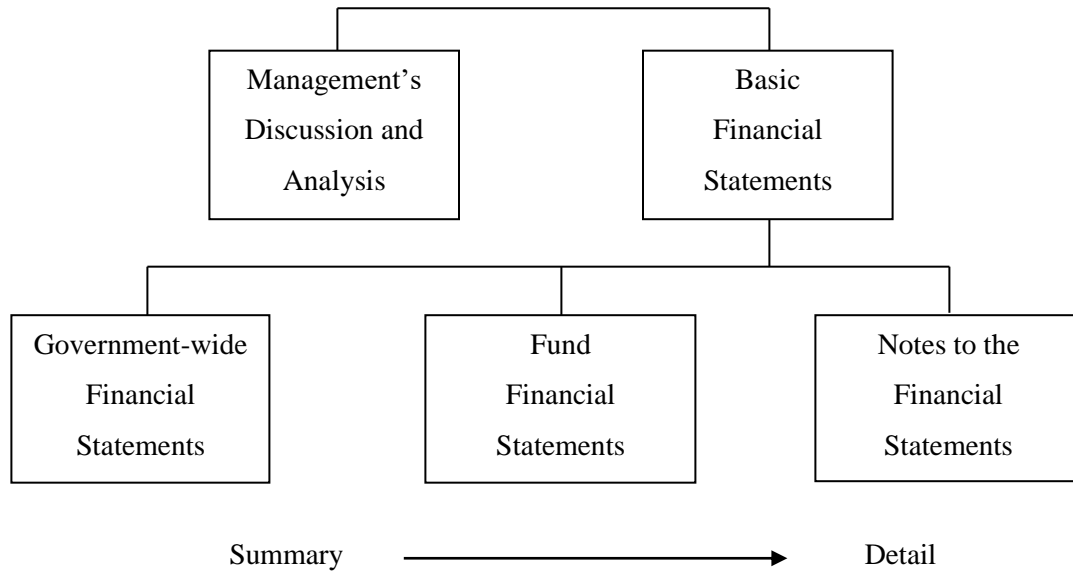 Management’s
Discussion and
Analysis
Basic
Financial
Statements
Government-wide
Financial
Statements
Fund
Financial
Statements
Notes to the
Financial
Statements
Summary
Detail